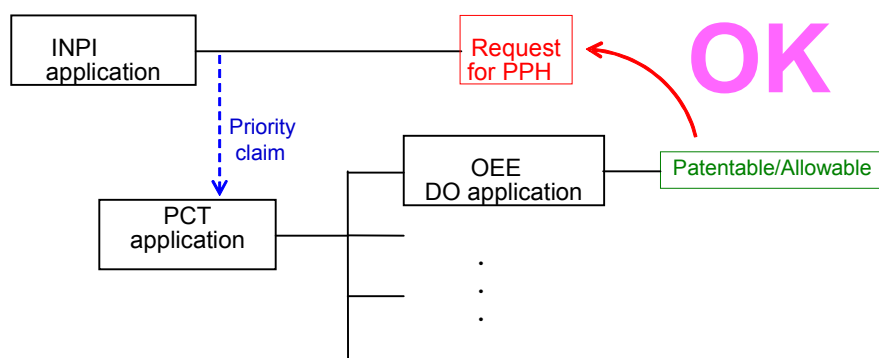 INPI
application
Request
for PPH
OK
Priority
claim
OEE
DO application
Patentable/Allowable
PCT
application